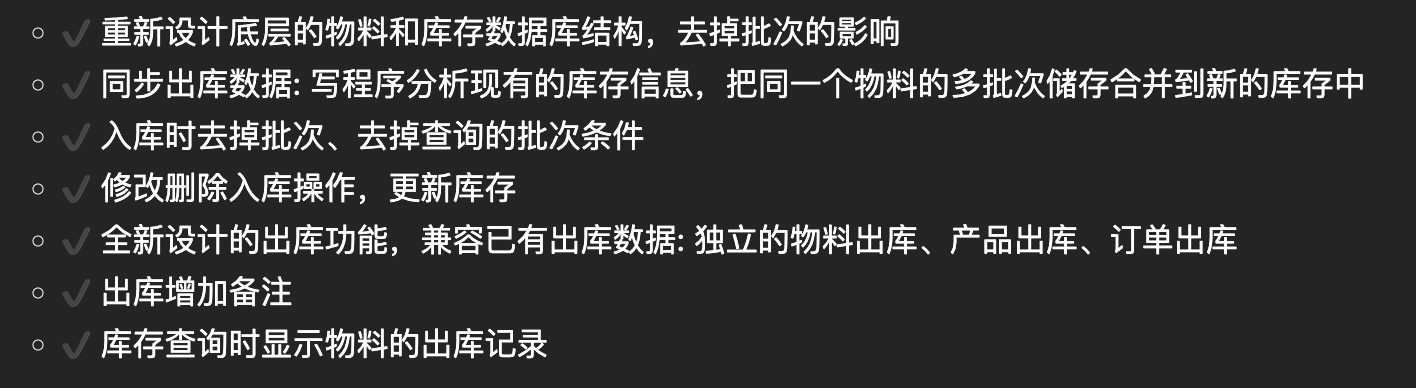 ✔ 重新设计底层的物料和库存数据库结构，去掉批次的影响
✔ 同步出库数据: 写程序分析现有的库存信息，把同一个物料的多批次储存合并到新的库存中
✔ 入库时去掉批次、去掉查询的批次条件
✔ 修改删除入库操作，更新库存
✔ 全新设计的出库功能，兼容已有出库数据: 独立的物料出库、产品出库、订单出库
✔ 出库增加备注
✔ 库存查询时显示物料的出库记录